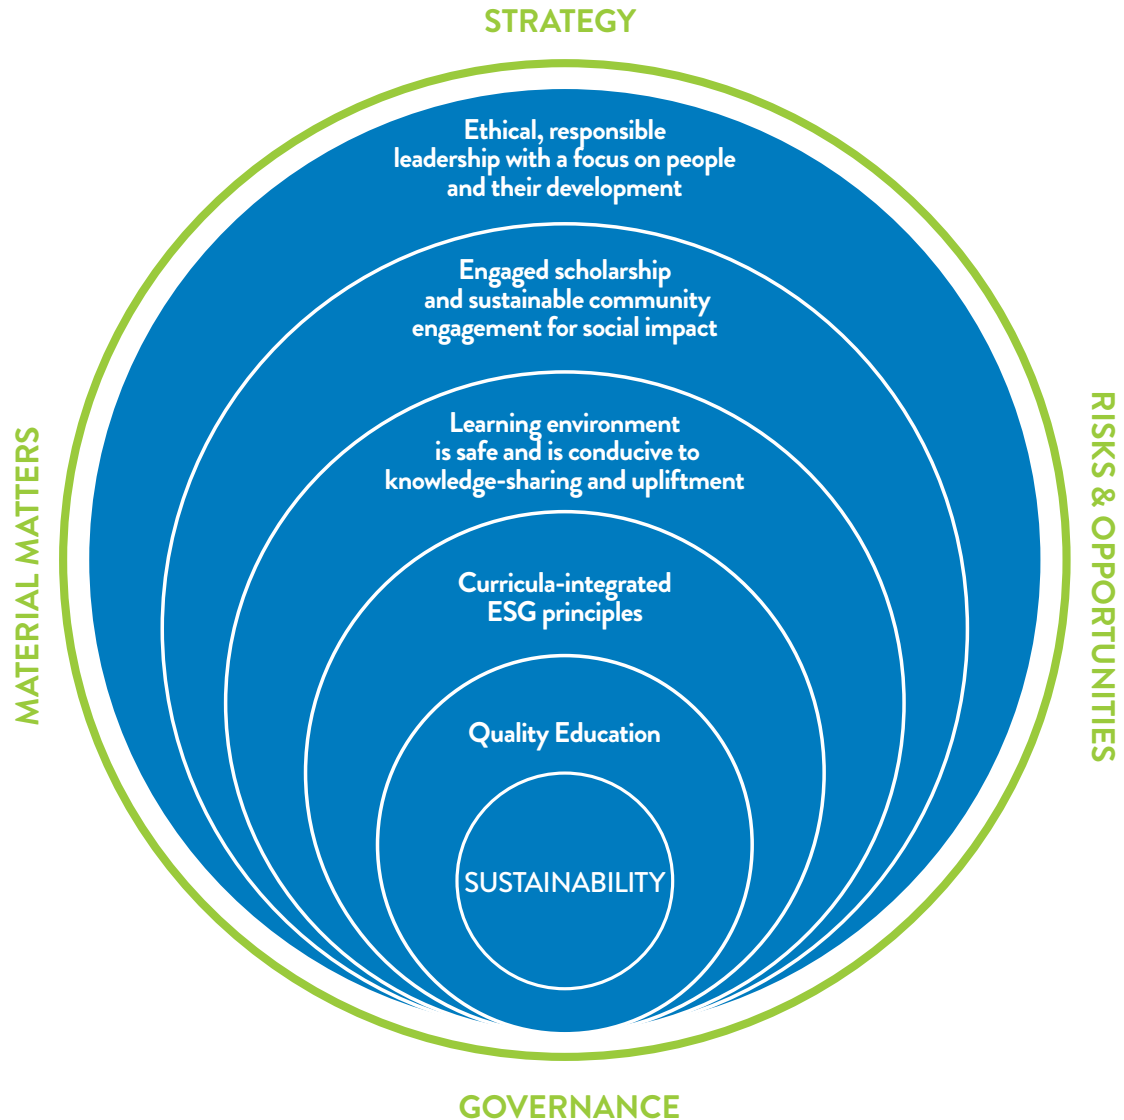 STRATEGY
Ethical, responsible
leadership with a focus on people
and their development
Engaged scholarship
and sustainable community
engagement for social impact
Learning environment
is safe and is conducive to
knowledge-sharing and upliftment
Curricula-integrated
ESG principles
Quality Education
SUSTAINABILITY
MATERIAL MATTERS
RISKS & OPPORTUNITIES
GOVERNANCE